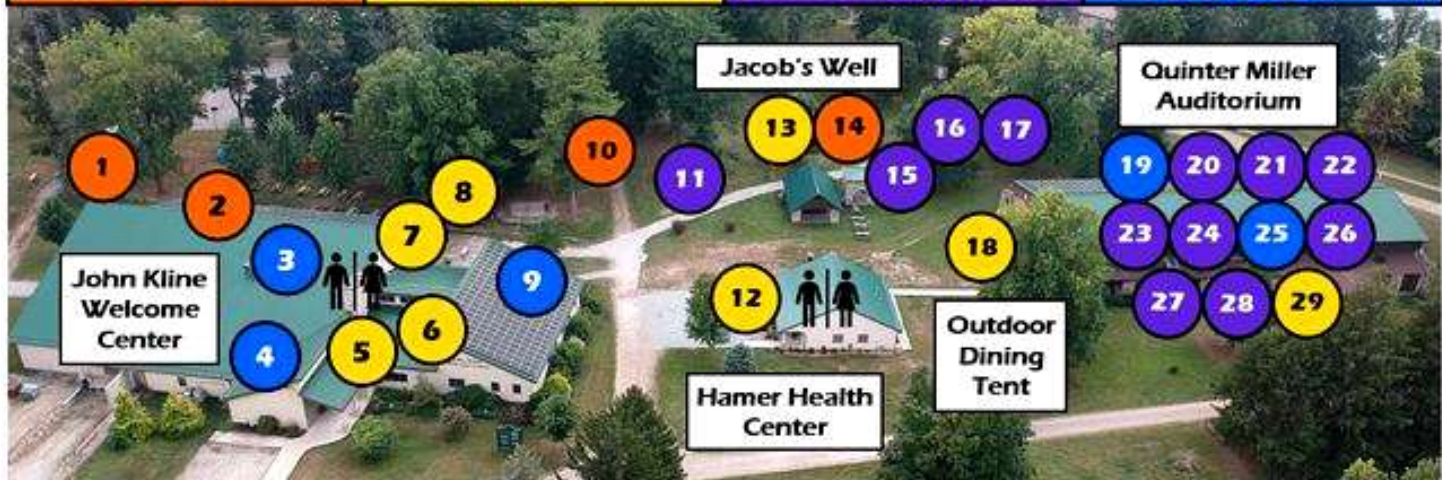 Jacob's Well
Quinter Miller
Auditorium
1
2
3
4
5
6
7
8
9
10
11
12
13
14
15
16
17
18
19
20
21
22
23
24
25
26
27
28
29
John Kline
Welcome
Center
Hamer Health
Center
Outdoor
Dining
Tent